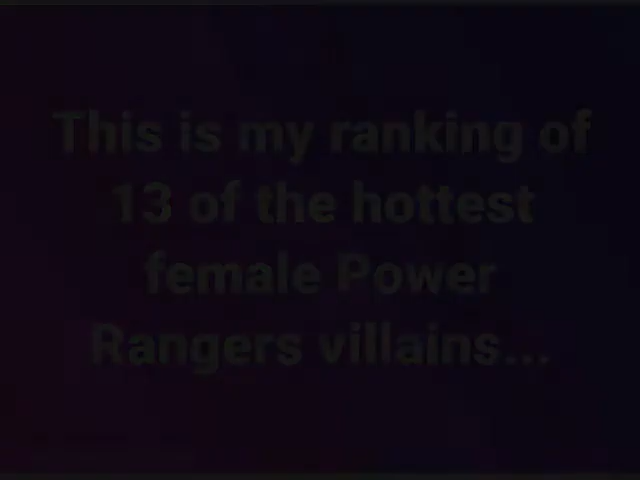 This is my ranking of
13 of the hottest
female Power
Rangers villains...